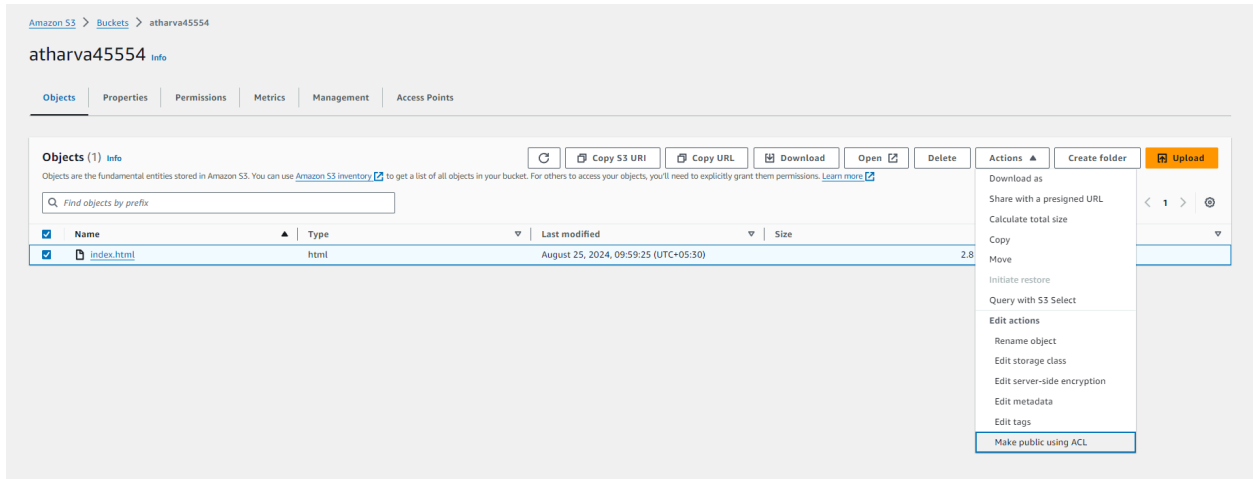 Amazon S3 > Buckets > atharva45554
atharva45554 Info
Objects Properties Permissions Metrics Management Access Points
Objects (1) Info
Copy S3 URI Copy URL Download Open Delete Actions Create folder Upload
Objects are the fundamental entities stored in Amazon S3. You can use Amazon S3 inventory to get a list of all objects in your bucket. For others to access your objects, you'll need to explicitly grant them permissions. Learn more
Find objects by prefix
< 1 >
Name Type Last modified Size
index.html html August 25, 2024, 09:59:25 (UTC+05:30) 2.8
Download as
Share with a presigned URL
Calculate total size
Copy
Move
Initiate restore
Query with S3 Select
Edit actions
Rename object
Edit storage class
Edit server-side encryption
Edit metadata
Edit tags
Make public using ACL